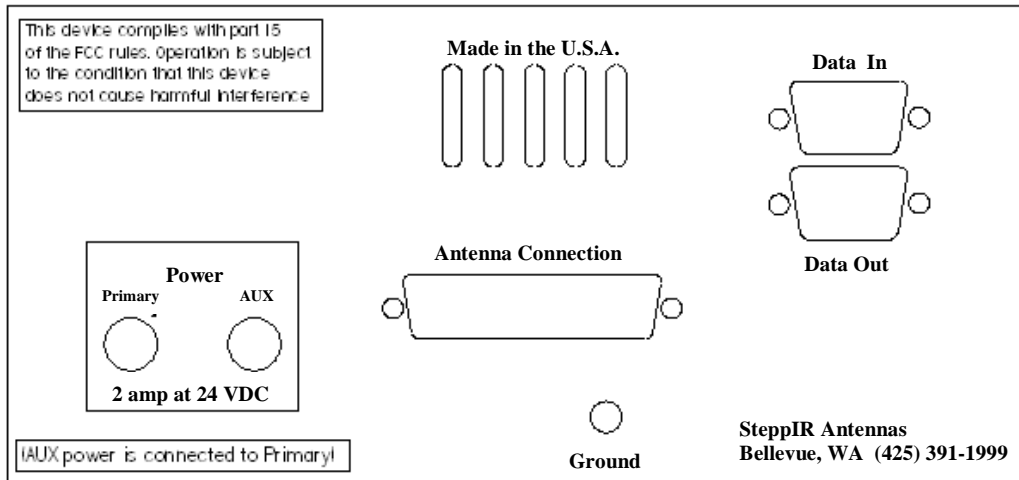 This device complies with part 15
of the FCC rules. Operation is subject
to the condition that this device
does not cause harmful interference
Made in the U.S.A.
Data In
Data Out
Antenna Connection
Power
Primary
AUX
2 amp at 24 VDC
(AUX power is connected to Primary)
Ground
SteppIR Antennas
Bellevue, WA (425) 391-1999